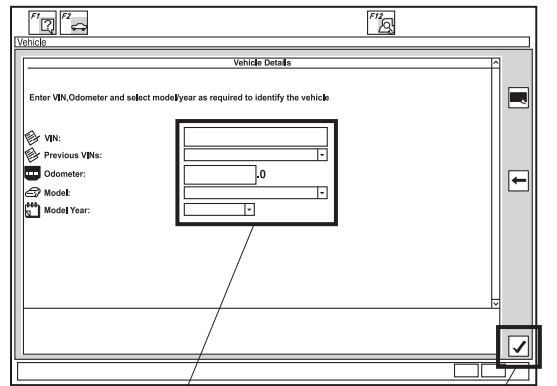 F1 F2 F12
Vehicle
Vehicle Details
Enter VIN,Odometer and select model/year as required to identify the vehicle
VIN:
Previous VINs:
Odometer: .0
Model:
Model Year: